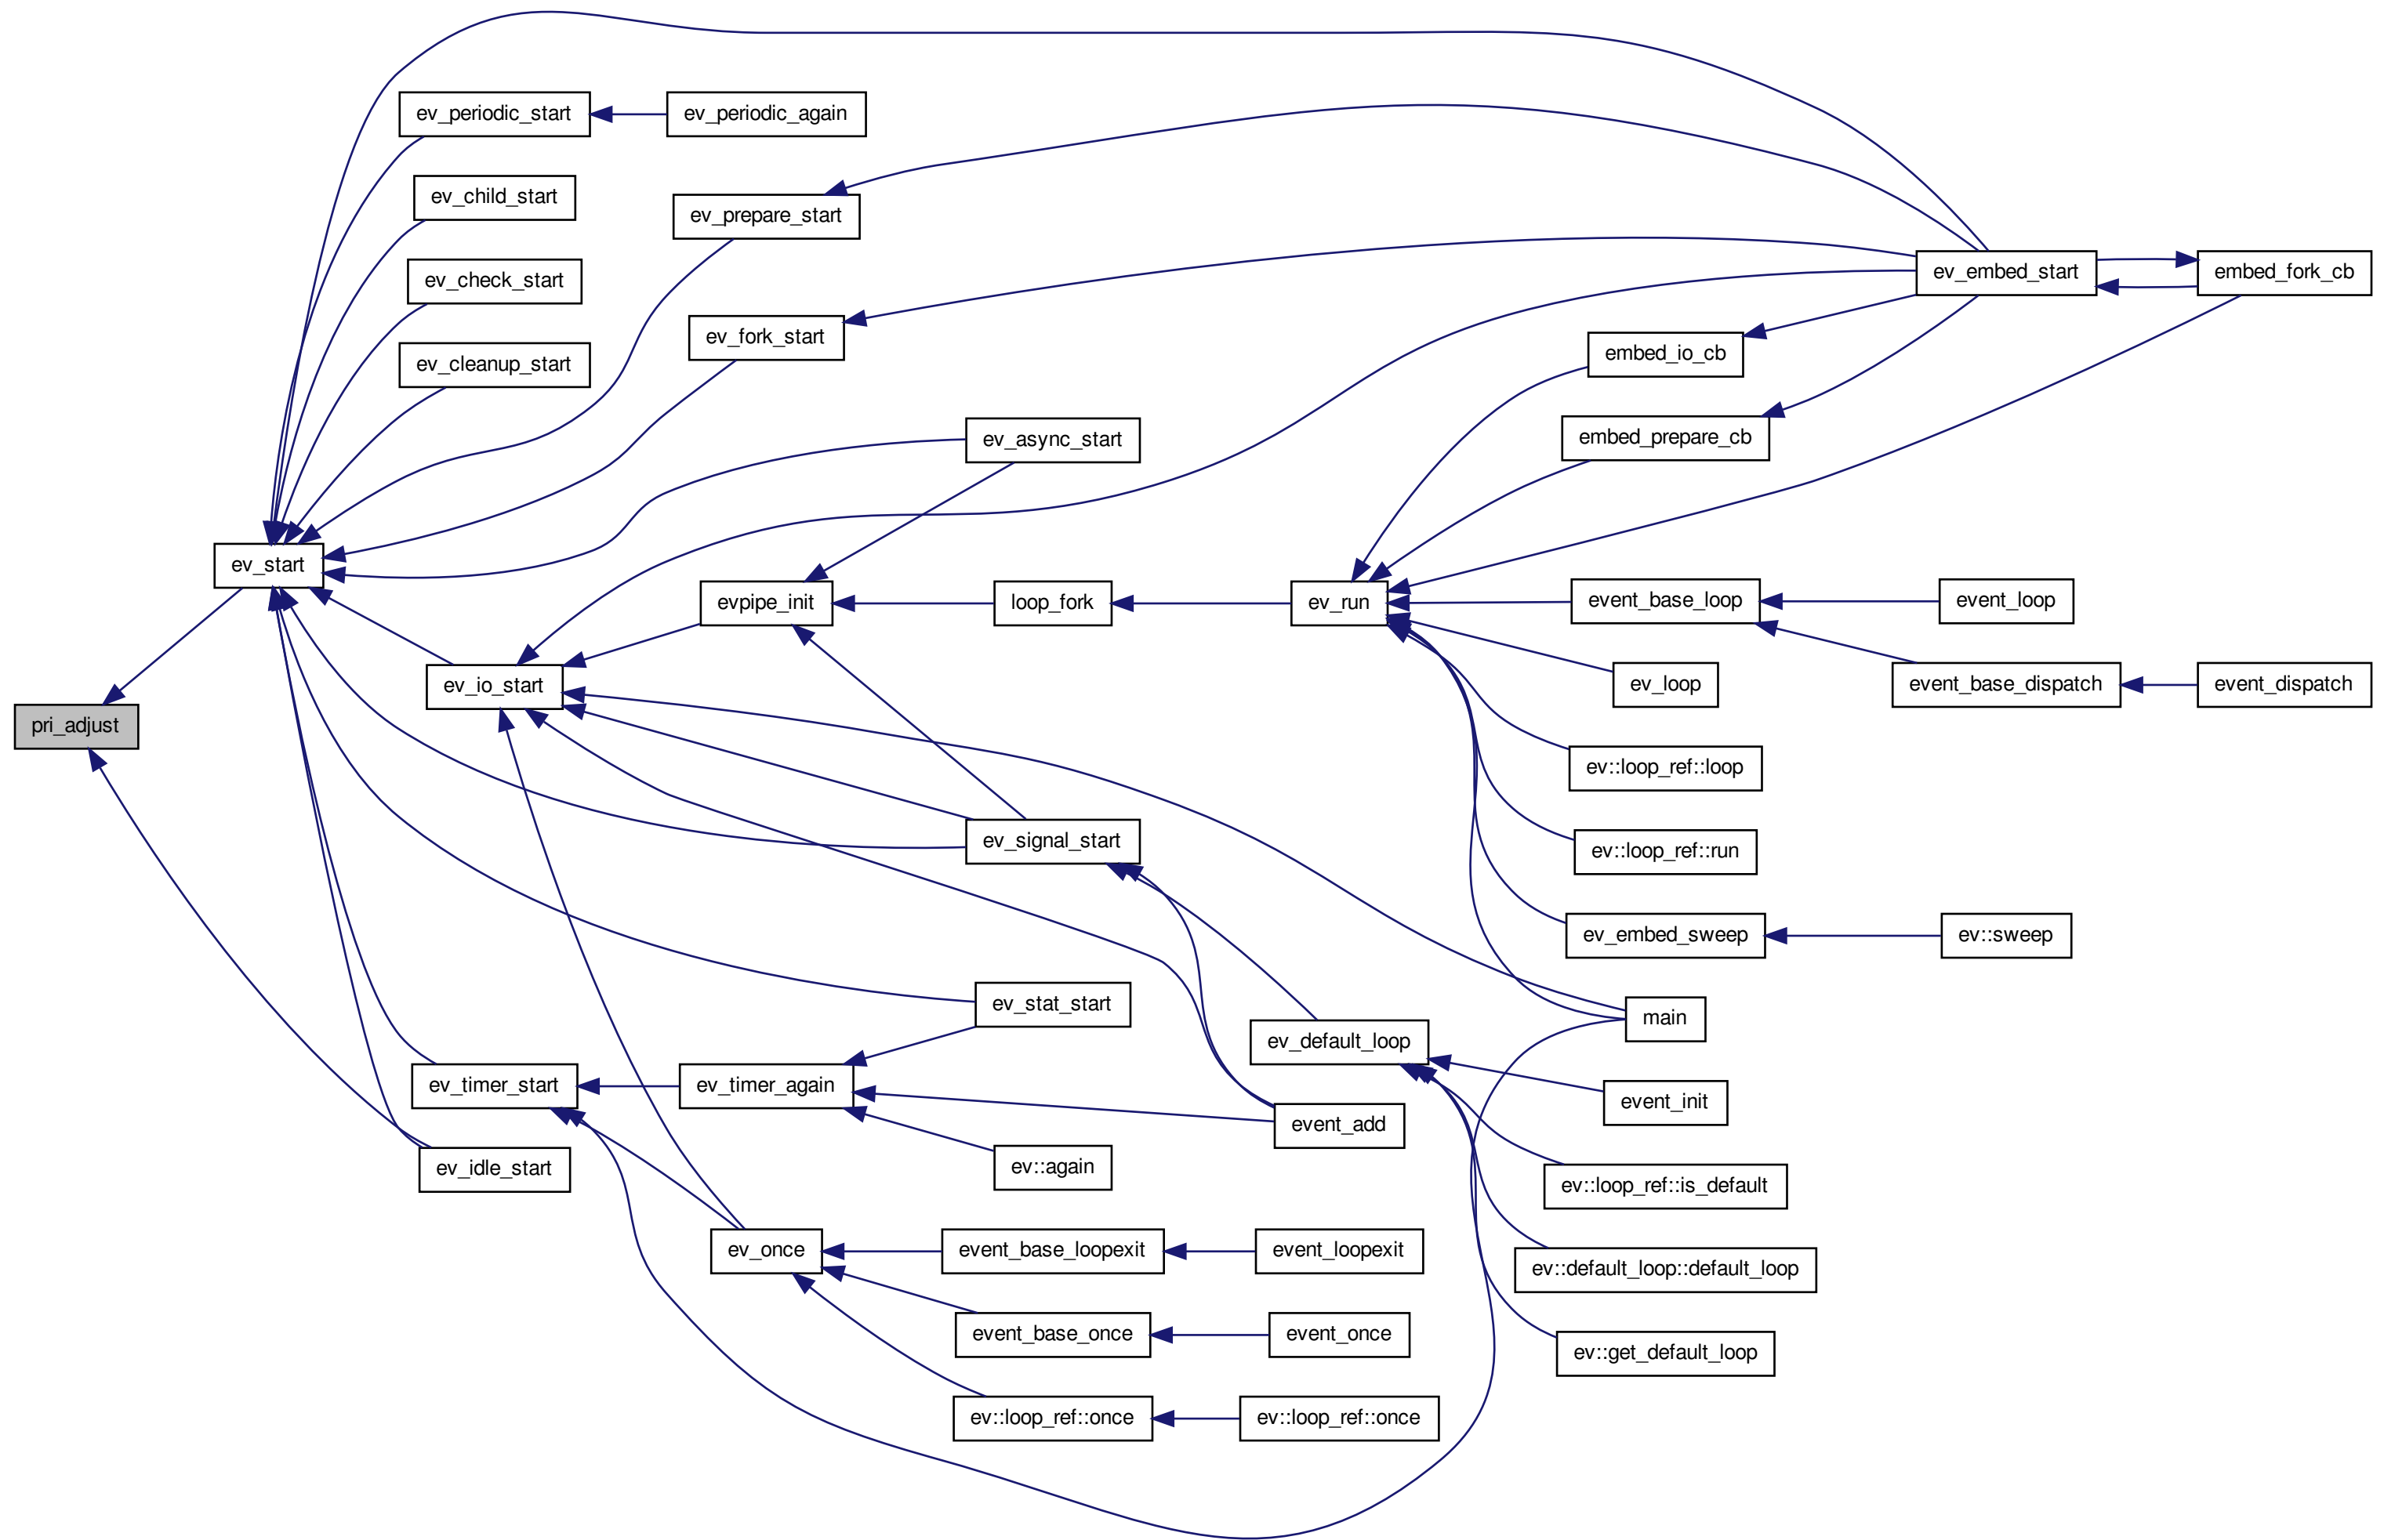 ev_periodic_start
ev_periodic_again
ev_child_start
ev_prepare_start
ev_check_start
ev_embed_start
embed_fork_cb
ev_fork_start
embed_io_cb
ev_cleanup_start
ev_async_start
embed_prepare_cb
ev_start
evpipe_init
loop_fork
ev_run
event_base_loop
event_loop
ev_io_start
ev_loop
event_base_dispatch
event_dispatch
pri_adjust
ev::loop_ref::loop
ev_signal_start
ev::loop_ref::run
ev_embed_sweep
ev::sweep
ev_stat_start
main
ev_default_loop
ev_timer_start
ev_timer_again
event_init
event_add
ev_idle_start
ev::again
ev::loop_ref::is_default
ev_once
event_base_loopexit
event_loopexit
ev::default_loop::default_loop
event_base_once
event_once
ev::get_default_loop
ev::loop_ref::once
ev::loop_ref::once